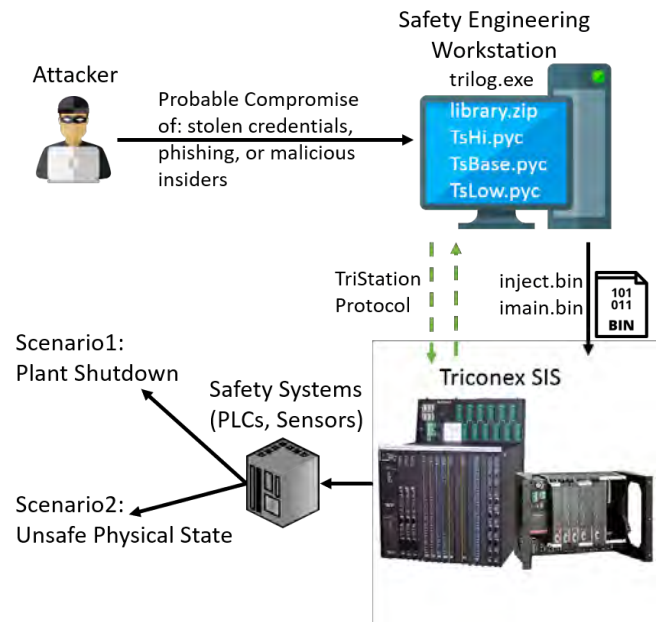 Safety Engineering
Workstation
trilog.exe
library.zip
TsHi.pyc
TsBase.pyc
TsLow.pyc
Attacker
Probable Compromise
of: stolen credentials,
phishing, or malicious
insiders
TriStation
Protocol
inject.bin
imain.bin
101
011
BIN
Triconex SIS
Scenario1:
Plant Shutdown
Safety Systems
(PLCs, Sensors)
Scenario2:
Unsafe Physical State